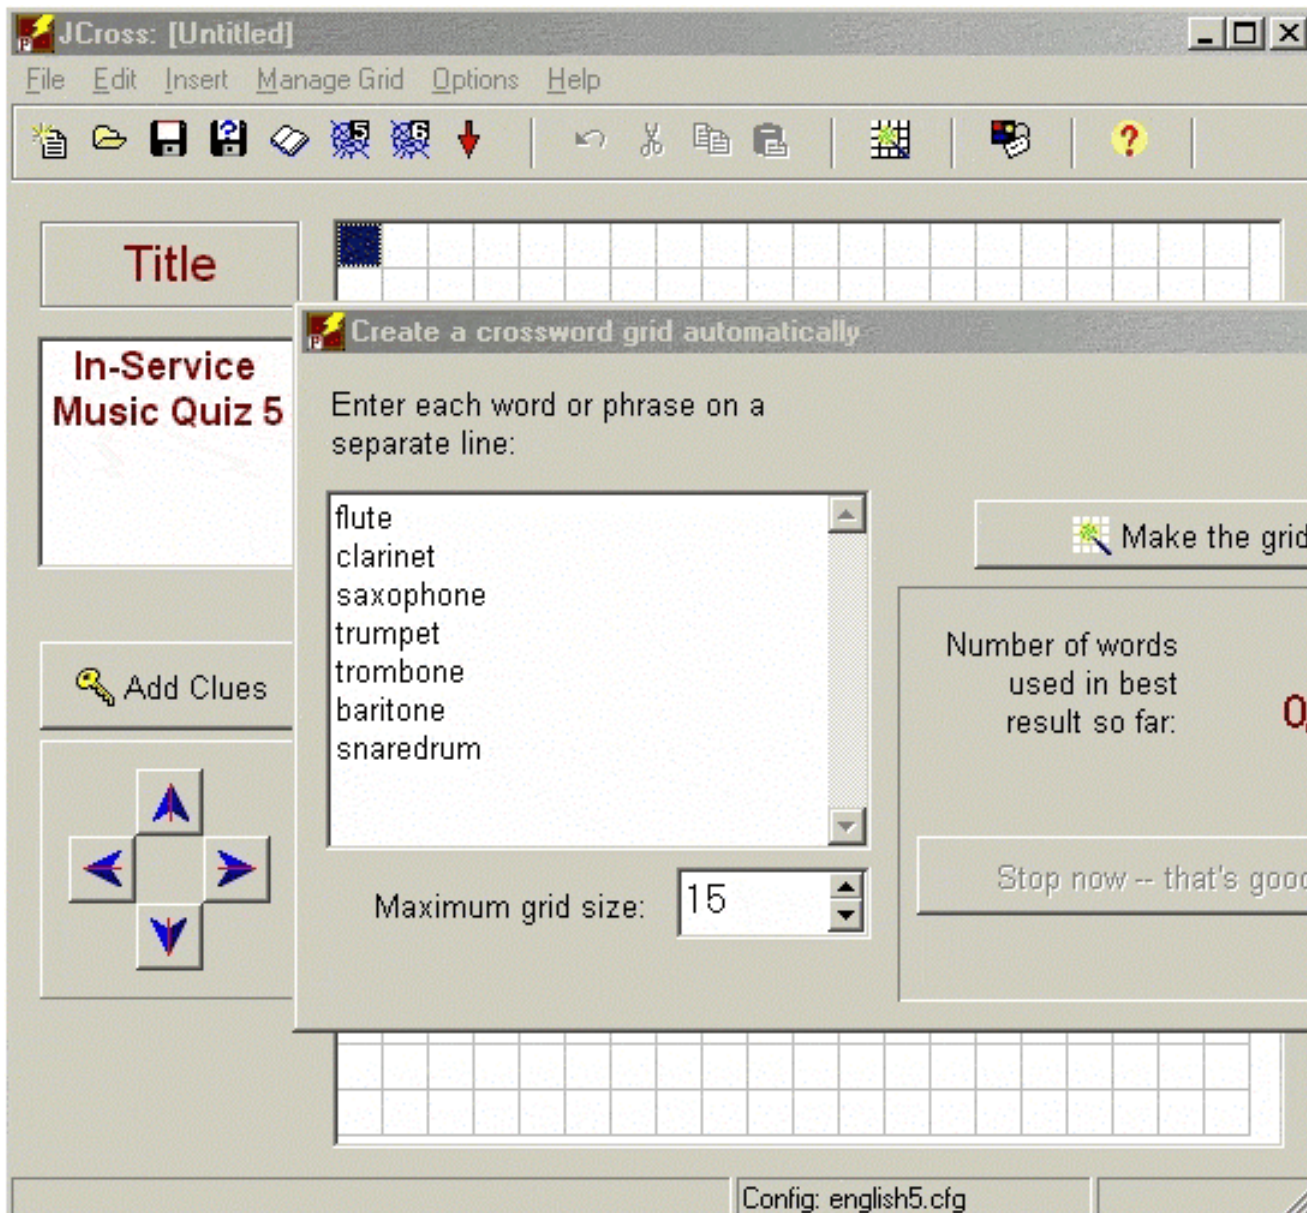 JCross: [Untitled]
File Edit Insert Manage Grid Options Help
5 6
Title
In-Service
Music Quiz 5
Create a crossword grid automatically
Enter each word or phrase on a
separate line:
flute
clarinet
saxophone
trumpet
trombone
baritone
snaredrum
Make the grid
Number of words
used in best
result so far:
0
Add Clues
Stop now -- that's good
Maximum grid size: 15
Config: english5.cfg